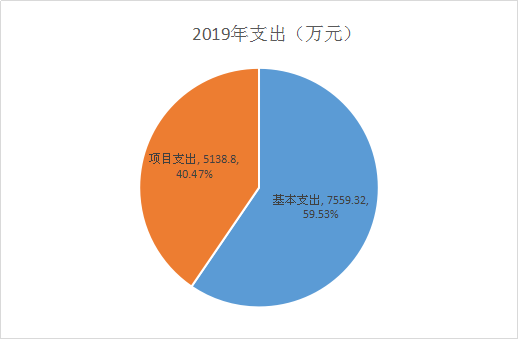 2019年支出（万元）
项目支出, 5138.8,
40.47%
基本支出, 7559.32,
59.53%